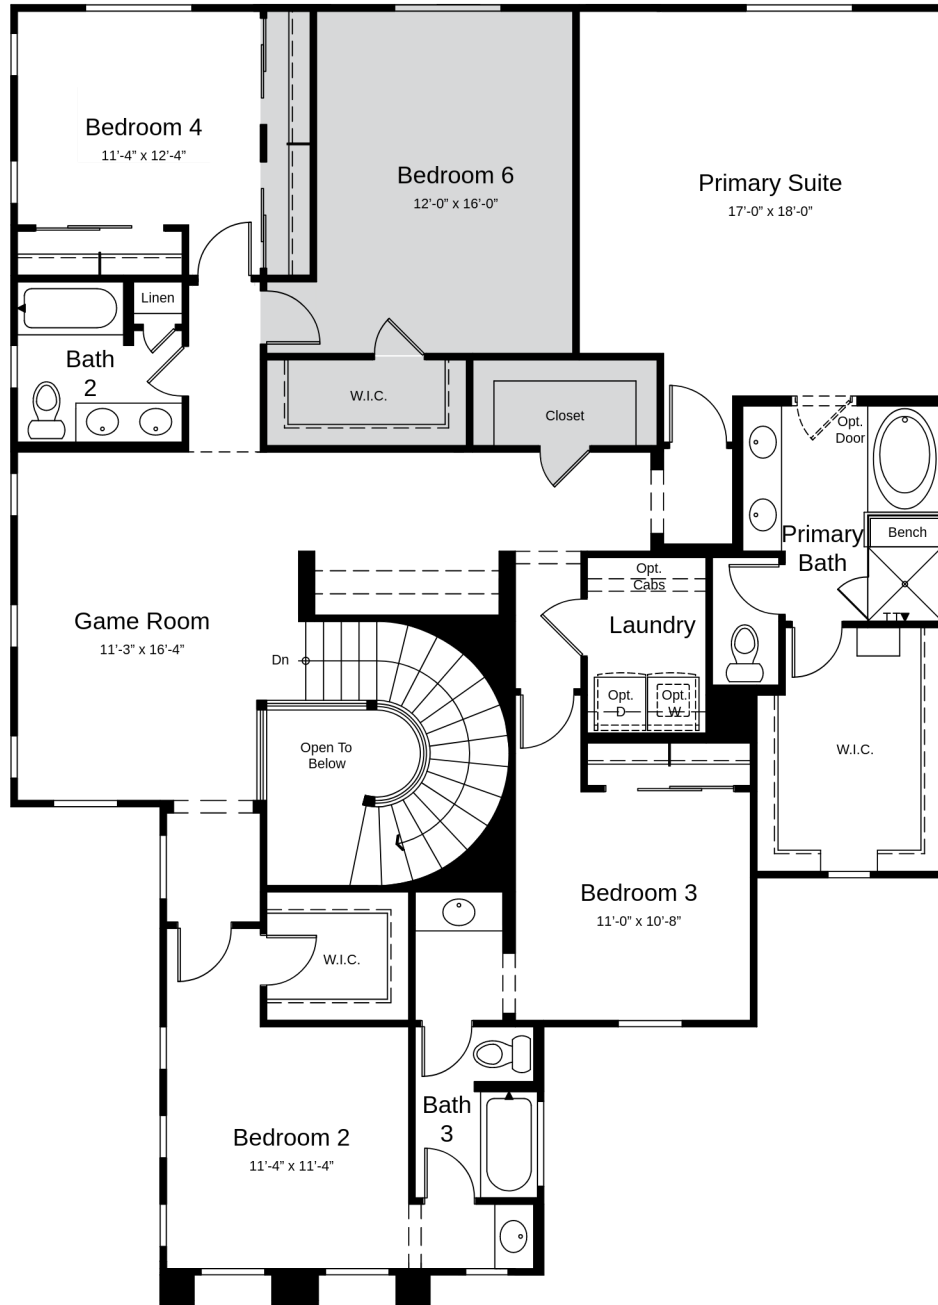 Bedroom 4
11’-4” x 12’-4”
Bedroom 6
12’-0” x 16’-0”
Primary Suite
17’-0” x 18’-0”
Linen
Bath
2
W.I.C.
Closet
Opt.
Door
Primary
Bath
Bench
Opt.
Cabs
Laundry
Game Room
11’-3” x 16’-4”
Dn
Opt.
D
Opt.
W
Open To
Below
W.I.C.
Bedroom 3
11’-0” x 10’-8”
W.I.C.
Bath
3
Bedroom 2
11’-4” x 11’-4”